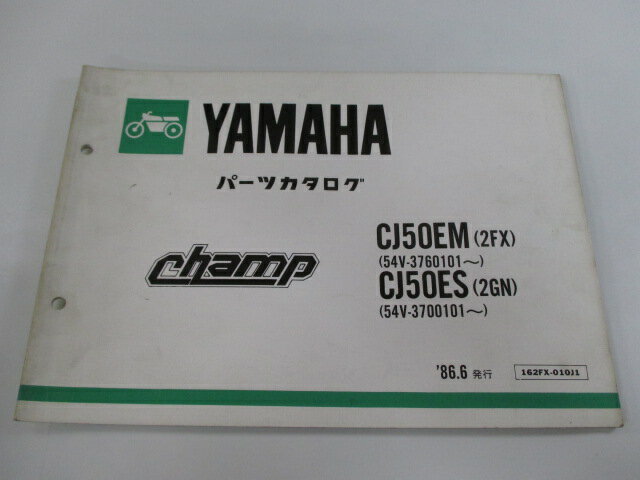 YAMAHA
パーツカタログ
champ
CJ50EM (2FX)
(54V-3760101〜)
CJ50ES (2GN)
(54V-3700101〜)
'86.6 発行
162FX-010J1